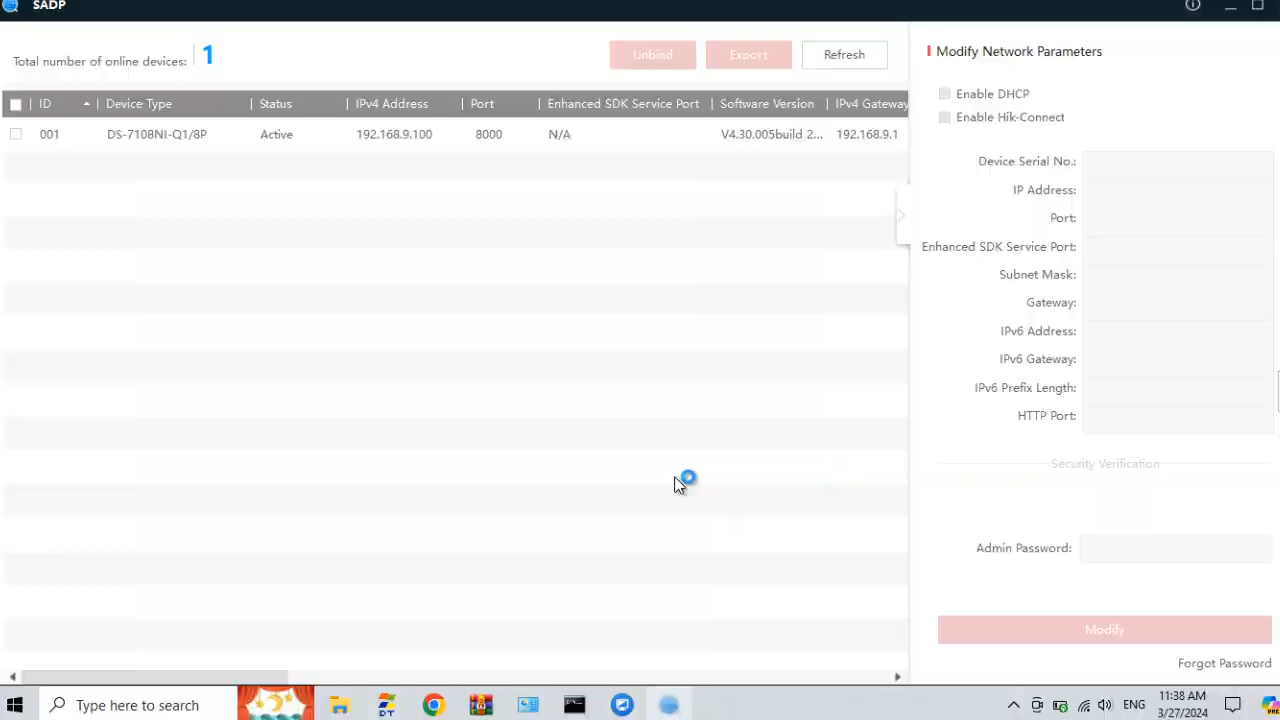 SADP
Total number of online devices: 1
Unbind
Export
Refresh
ID
Device Type
Status
IPv4 Address
Port
Enhanced SDK Service Port
Software Version
IPv4 Gateway
001
DS-7108NI-Q1/8P
Active
192.168.9.100
8000
N/A
V4.30.005build 2...
192.168.9.1
Modify Network Parameters
Enable DHCP
Enable Hik-Connect
Device Serial No.:
IP Address:
Port:
Enhanced SDK Service Port:
Subnet Mask:
Gateway:
IPv6 Address:
IPv6 Gateway:
IPv6 Prefix Length:
HTTP Port:
Security Verification
Admin Password:
Modify
Forgot Password
Type here to search
DT
ENG
11:38 AM
3/27/2024
PRE